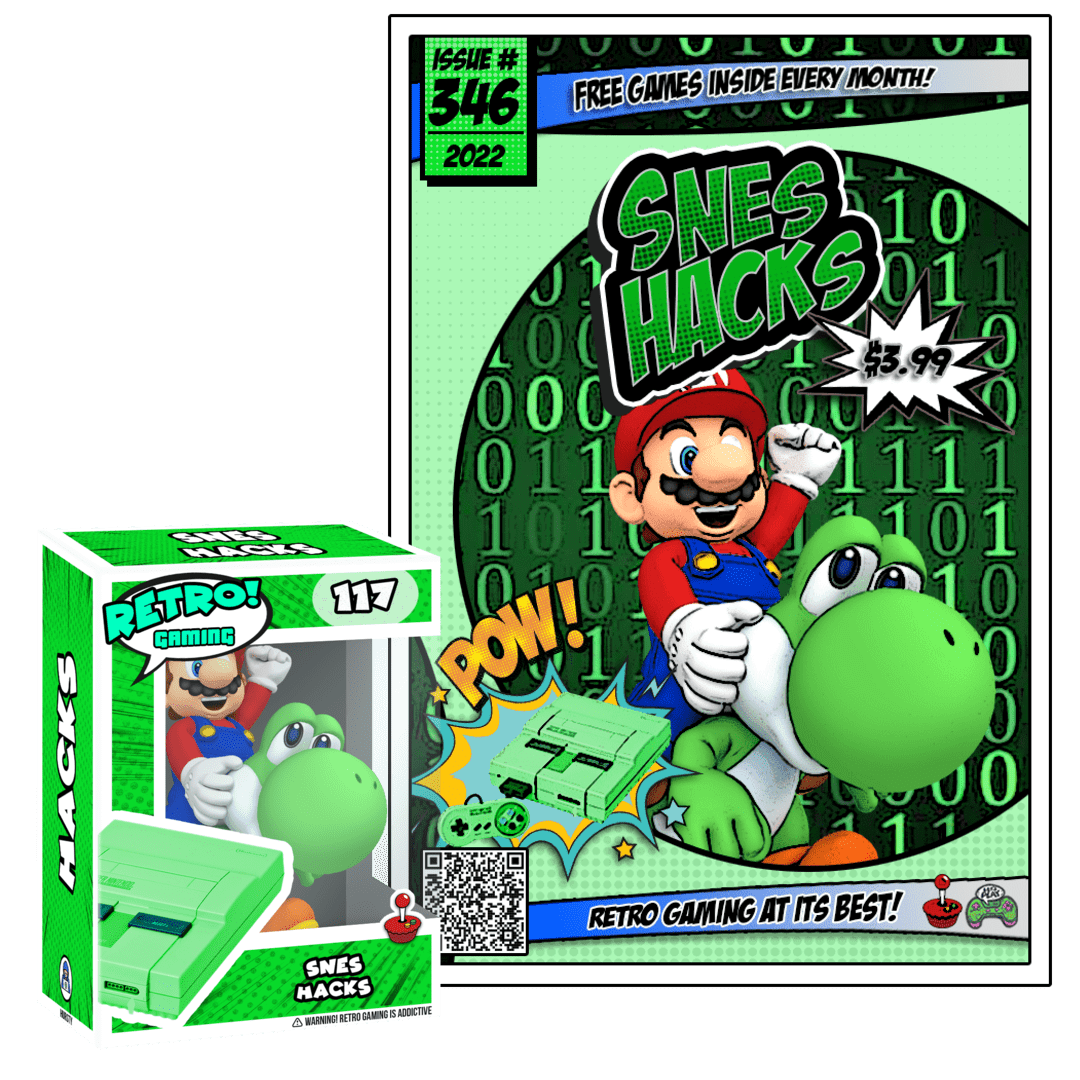 ISSUE #
346
2022
FREE GAMES INSIDE EVERY MONTH!
SNES
HACKS
$3.99
POW!
RETRO GAMING AT ITS BEST!
SNES
HACKS
RETRO!
GAMING
117
HACKS
SNES
HACKS
⚠ WARNING! RETRO GAMING IS ADDICTIVE